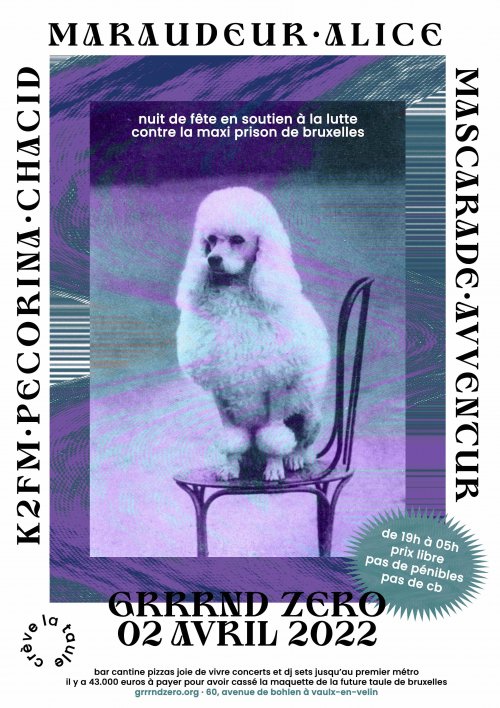 MARAUDEUR·ALICE
MASCARADE·AVVENTUR
K2FM·PECORINA·CHACID
nuit de fête en soutien à la lutte
contre la maxi prison de bruxelles
de 19h à 05h
prix libre
pas de pénibles
pas de cb
GRRRND ZERO
02 AVRIL 2022
crève la taule
bar cantine pizzas joie de vivre concerts et dj sets jusqu'au premier métro
il y a 43.000 euros à payer pour avoir cassé la maquette de la future taule de bruxelles
grrrndzero.org · 60, avenue de bohlen à vaulx-en-velin